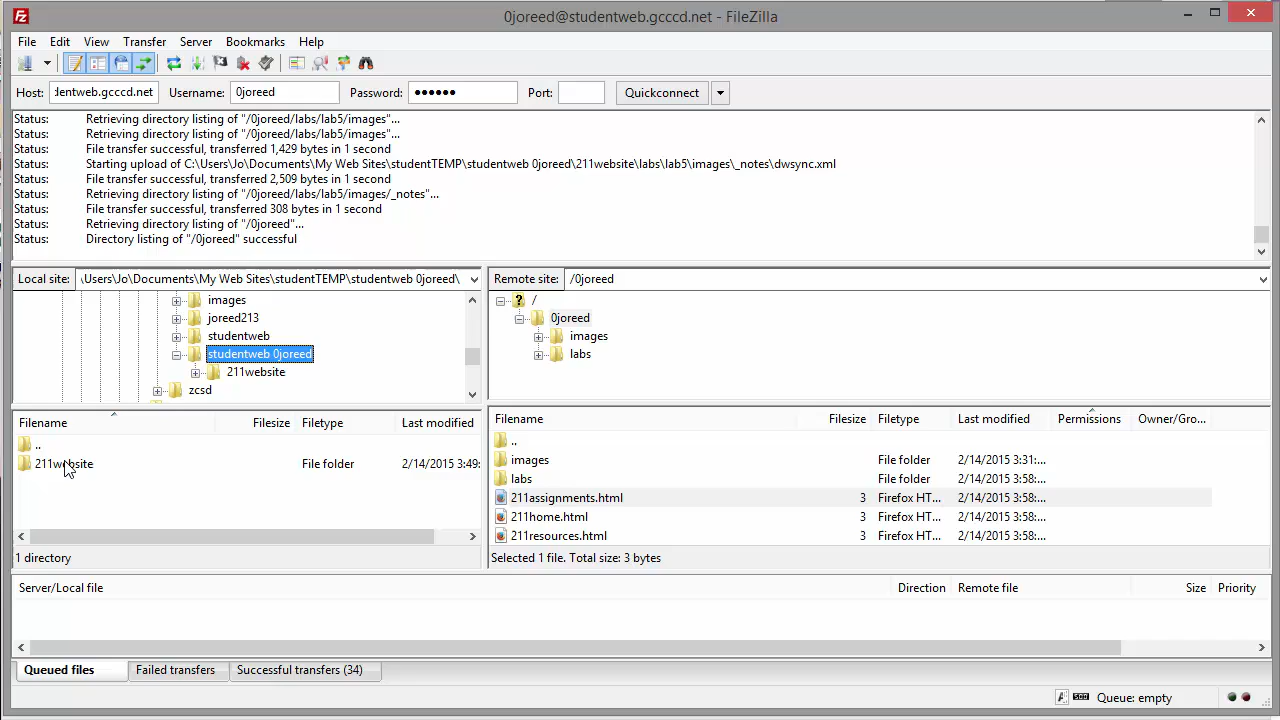 0joreed@studentweb.gcccd.net - FileZilla
File Edit View Transfer Server Bookmarks Help
Host: dentweb.gcccd.net Username: 0joreed Password: ●●●●●● Port: Quickconnect
Status: Retrieving directory listing of "/0joreed/labs/lab5/images"...
Status: Retrieving directory listing of "/0joreed/labs/lab5/images"...
Status: File transfer successful, transferred 1,429 bytes in 1 second
Status: Starting upload of C:\Users\Jo\Documents\My Web Sites\studentTEMP\studentweb 0joreed\211website\labs\lab5\images\_notes\dwsync.xml
Status: File transfer successful, transferred 2,509 bytes in 1 second
Status: Retrieving directory listing of "/0joreed/labs/lab5/images/_notes"...
Status: File transfer successful, transferred 308 bytes in 1 second
Status: Retrieving directory listing of "/0joreed"...
Status: Directory listing of "/0joreed" successful
Local site: \Users\Jo\Documents\My Web Sites\studentTEMP\studentweb 0joreed\
images
joreed213
studentweb
studentweb 0joreed
211website
zcsd
Filename Filesize Filetype Last modified
..
211website File folder 2/14/2015 3:49:
1 directory
Remote site: /0joreed
/
0joreed
images
labs
Filename Filesize Filetype Last modified Permissions Owner/Gro...
..
images File folder 2/14/2015 3:31:...
labs File folder 2/14/2015 3:58:...
211assignments.html 3 Firefox HT... 2/14/2015 3:58:...
211home.html 3 Firefox HT... 2/14/2015 3:58:...
211resources.html 3 Firefox HT... 2/14/2015 3:58:...
Selected 1 file. Total size: 3 bytes
Server/Local file Direction Remote file Size Priority
Queued files Failed transfers Successful transfers (34)
Queue: empty